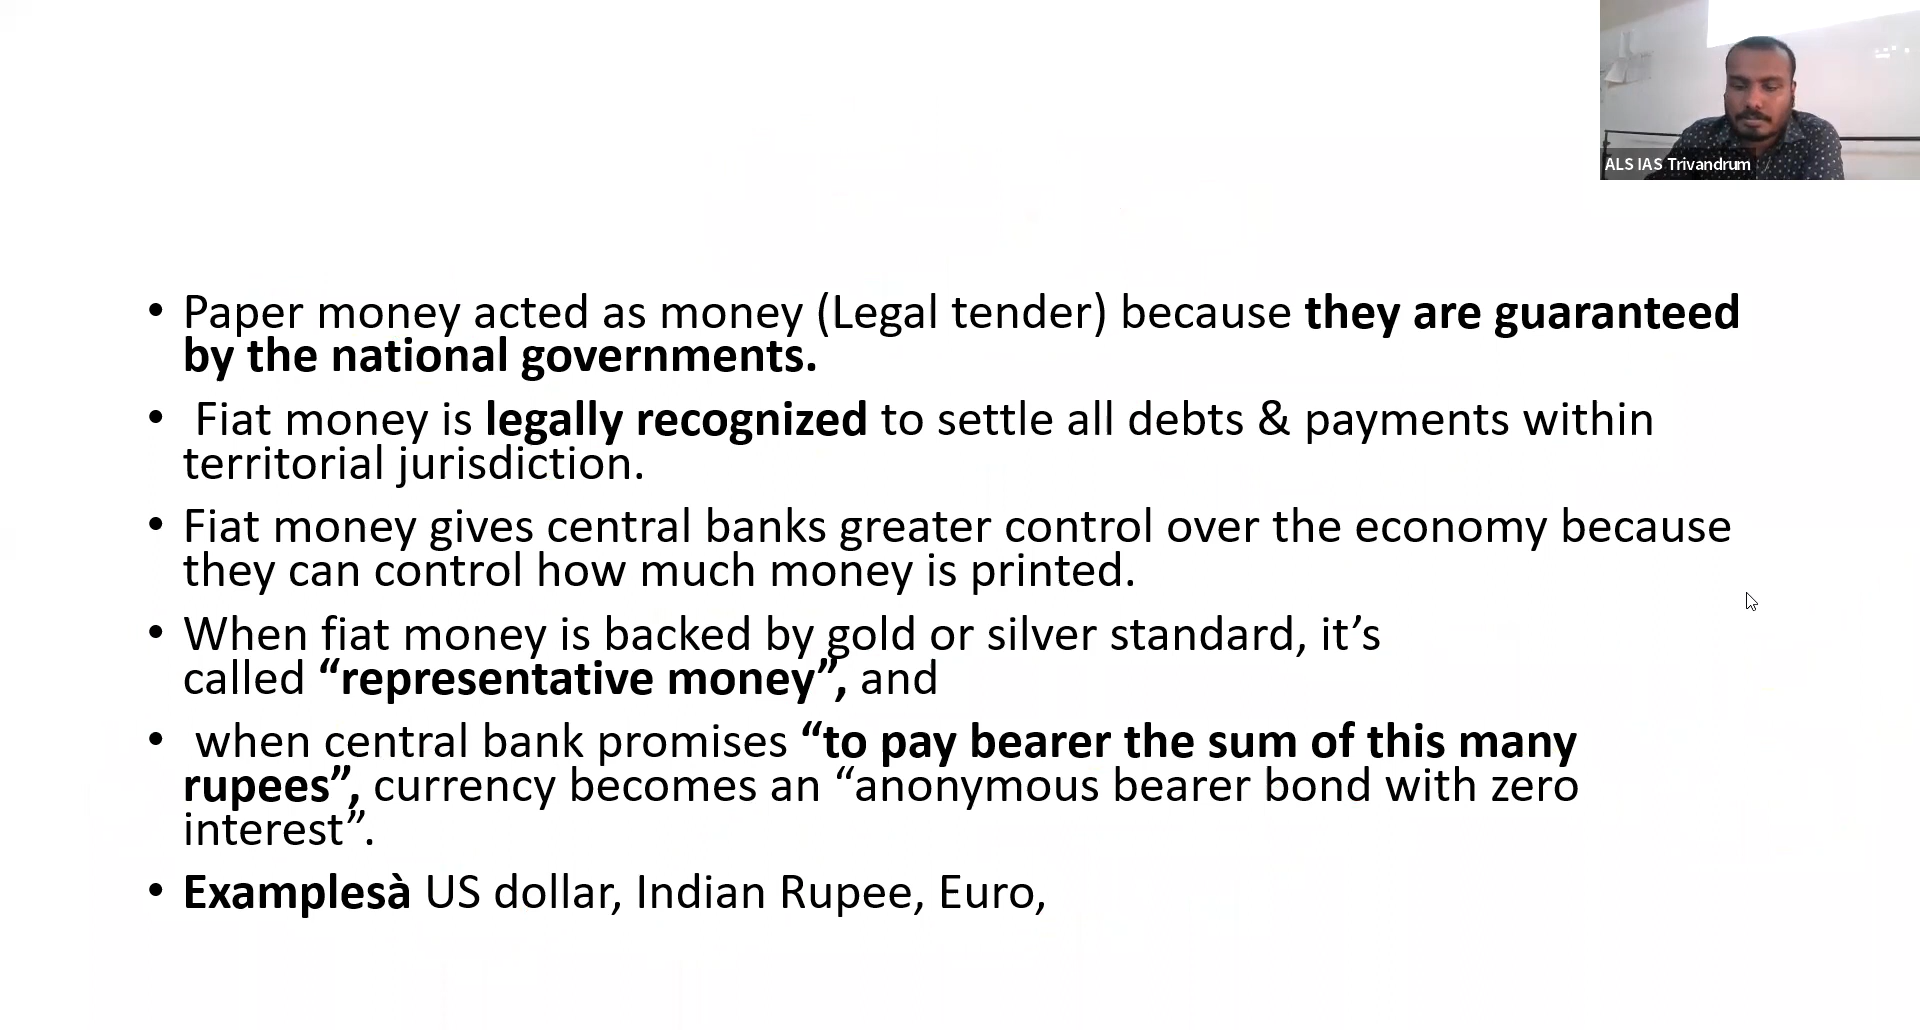 ALS IAS Trivandrum
• Paper money acted as money (Legal tender) because they are guaranteed
by the national governments.
• Fiat money is legally recognized to settle all debts & payments within
territorial jurisdiction.
• Fiat money gives central banks greater control over the economy because
they can control how much money is printed.
• When fiat money is backed by gold or silver standard, it’s
called “representative money”, and
• when central bank promises “to pay bearer the sum of this many
rupees”, currency becomes an “anonymous bearer bond with zero
interest”.
• Examplesà US dollar, Indian Rupee, Euro,